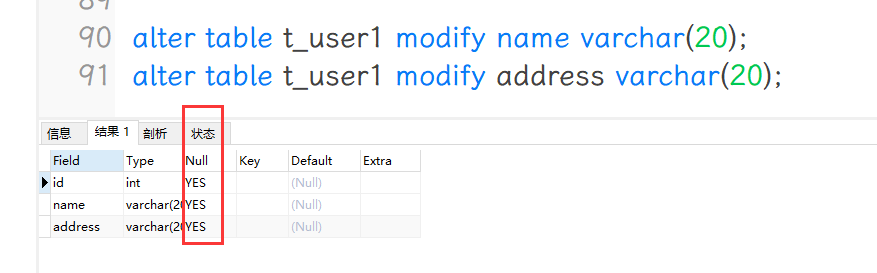 89
90 alter table t_user1 modify name varchar(20);
91 alter table t_user1 modify address varchar(20);
信息 结果 1 剖析 状态
Field Type Null Key Default Extra
id int YES (Null)
name varchar(20 YES (Null)
address varchar(20 YES (Null)